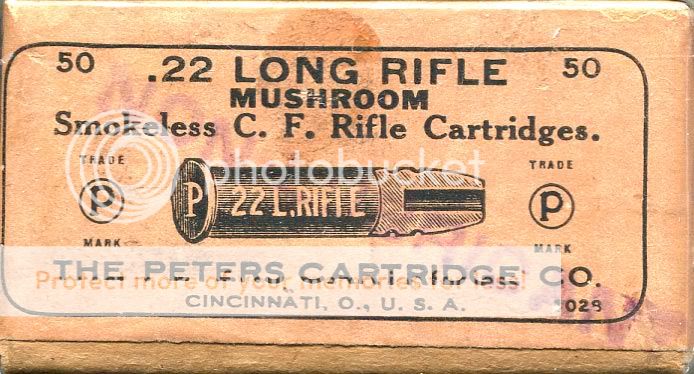 50 .22 LONG RIFLE 50
MUSHROOM
Smokeless C. F. Rifle Cartridges.
TRADE P MARK
P 22 L.RIFLE
TRADE P MARK
photobucket
THE PETERS CARTRIDGE CO.
Protect more of your memories for less!
CINCINNATI, O., U. S. A.